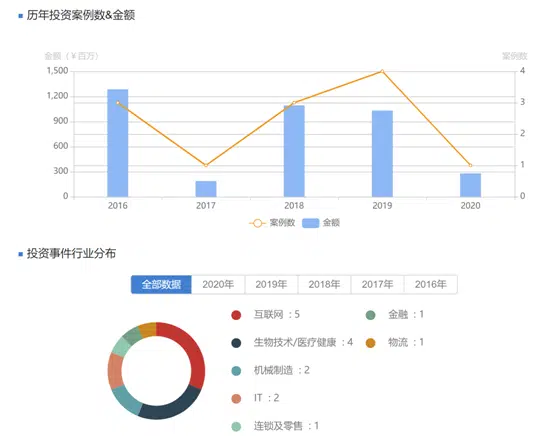 历年投资案例数&金额
金额（￥百万） 案例数
1,500 4
1,200 3
900
600 2
300 1
0 0
2016 2017 2018 2019 2020
案例数 金额
投资事件行业分布
全部数据 2020年 2019年 2018年 2017年 2016年
互联网 : 5 金融 : 1
生物技术/医疗健康 : 4 物流 : 1
机械制造 : 2
IT : 2
连锁及零售 : 1